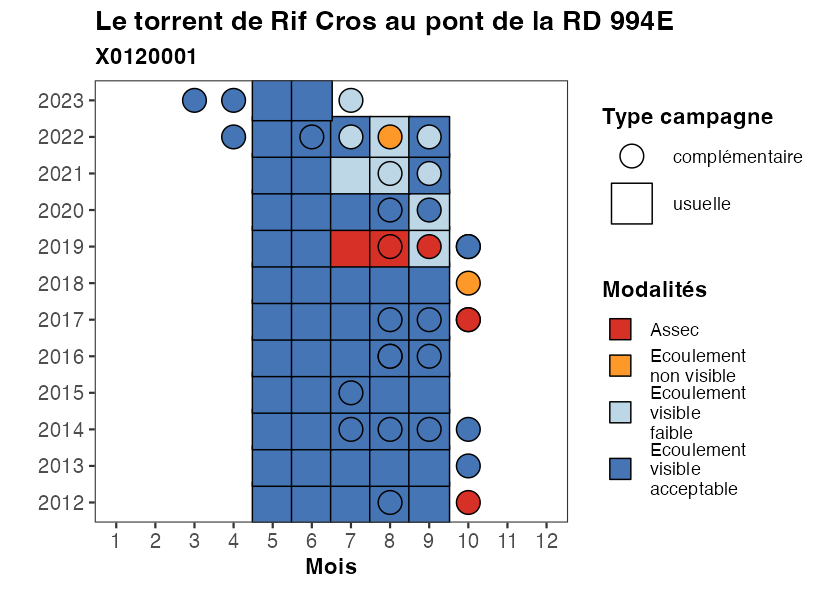 Le torrent de Rif Cros au pont de la RD 994E
X0120001
2023
2022
2021
2020
2019
2018
2017
2016
2015
2014
2013
2012
1 2 3 4 5 6 7 8 9 10 11 12
Mois
Type campagne
complémentaire
usuelle
Modalités
Assec
Ecoulement
non visible
Ecoulement
visible
faible
Ecoulement
visible
acceptable